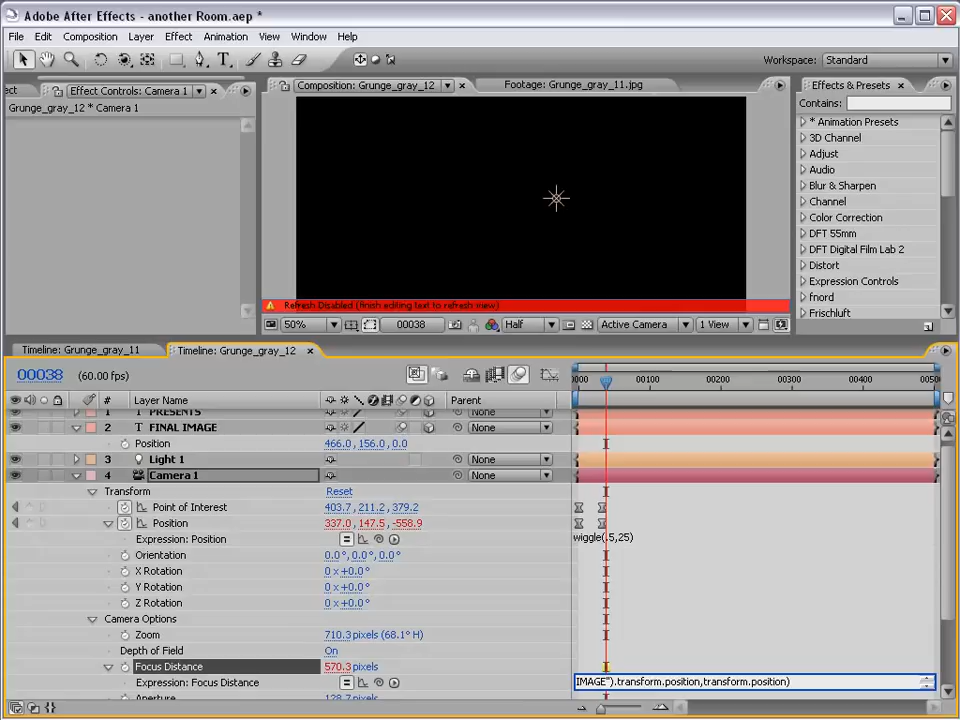 Adobe After Effects - another Room.aep *
File Edit Composition Layer Effect Animation View Window Help
Workspace: Standard
Effect Controls: Camera 1
Composition: Grunge_gray_12
Footage: Grunge_gray_11.jpg
Effects & Presets
Grunge_gray_12 * Camera 1
Contains:
* Animation Presets
3D Channel
Adjust
Audio
Blur & Sharpen
Channel
Color Correction
DFT 55mm
DFT Digital Film Lab 2
Distort
Expression Controls
fnord
Frischluft
Refresh Disabled (finish editing text to refresh view)
50% 00038 Half Active Camera 1 View
Timeline: Grunge_gray_11 Timeline: Grunge_gray_12
00038 (60.00 fps)
0000 00100 00200 00300 00400 0050
# Layer Name Parent
1 T PRESENTS None
2 T FINAL IMAGE None
Position 466.0, 156.0, 0.0
3 Light 1 None
4 Camera 1 None
Transform Reset
Point of Interest 403.7, 211.2, 379.2
Position 337.0, 147.5, -558.9
Expression: Position wiggle(.5,25)
Orientation 0.0°, 0.0°, 0.0°
X Rotation 0 x +0.0°
Y Rotation 0 x +0.0°
Z Rotation 0 x +0.0°
Camera Options
Zoom 710.3 pixels (68.1° H)
Depth of Field On
Focus Distance 570.3 pixels
Expression: Focus Distance IMAGE").transform.position,transform.position)
Aperture 128.7 pixels